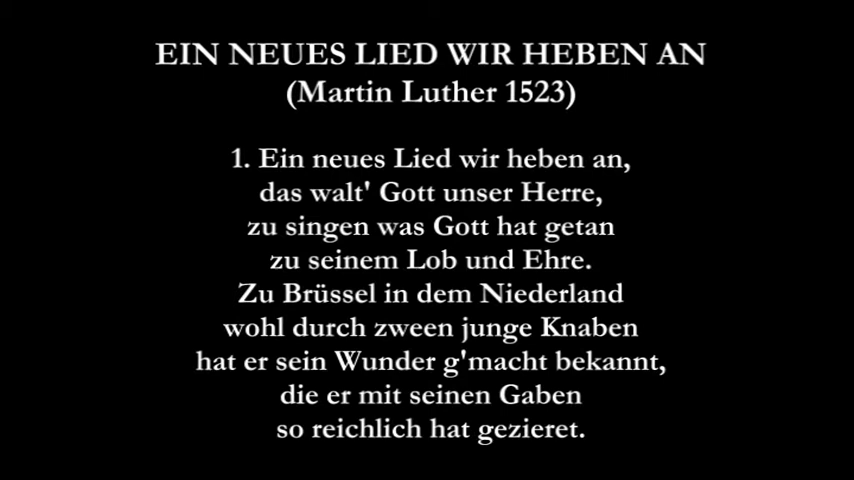 EIN NEUES LIED WIR HEBEN AN
(Martin Luther 1523)
1. Ein neues Lied wir heben an,
das walt' Gott unser Herre,
zu singen was Gott hat getan
zu seinem Lob und Ehre.
Zu Brüssel in dem Niederland
wohl durch zween junge Knaben
hat er sein Wunder g'macht bekannt,
die er mit seinen Gaben
so reichlich hat gezieret.